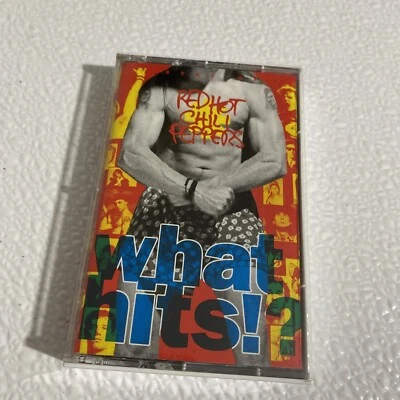 RED HOT
CHILI
PEPPERS
what
hits!?